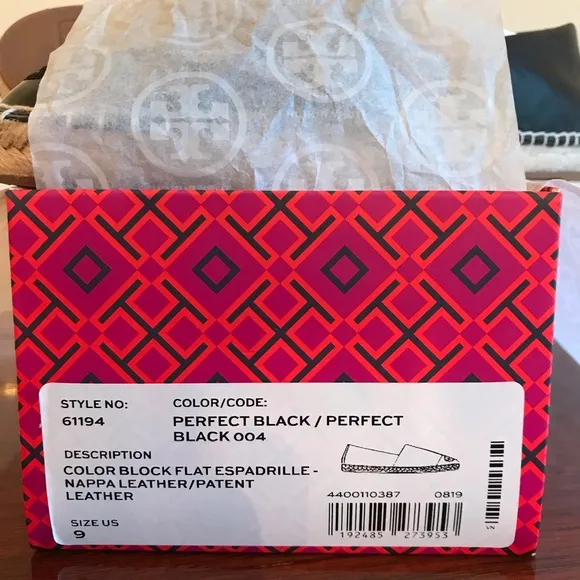 STYLE NO: COLOR/CODE:
61194 PERFECT BLACK / PERFECT
BLACK 004
DESCRIPTION
COLOR BLOCK FLAT ESPADRILLE -
NAPPA LEATHER/PATENT
LEATHER
4400110387 0819
SIZE US
9
192485 273953